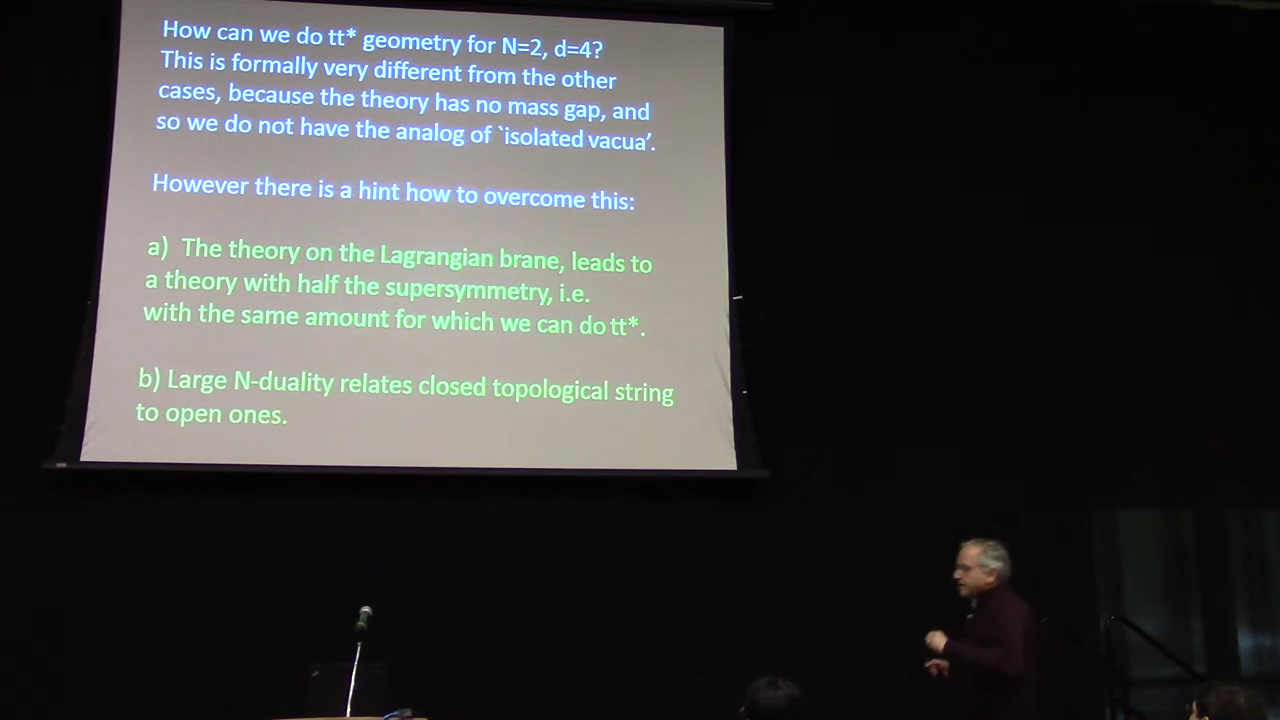 How can we do tt* geometry for N=2, d=4?
This is formally very different from the other
cases, because the theory has no mass gap, and
so we do not have the analog of `isolated vacua’.
However there is a hint how to overcome this:
a) The theory on the Lagrangian brane, leads to
a theory with half the supersymmetry, i.e.
with the same amount for which we can do tt*.
b) Large N-duality relates closed topological string
to open ones.